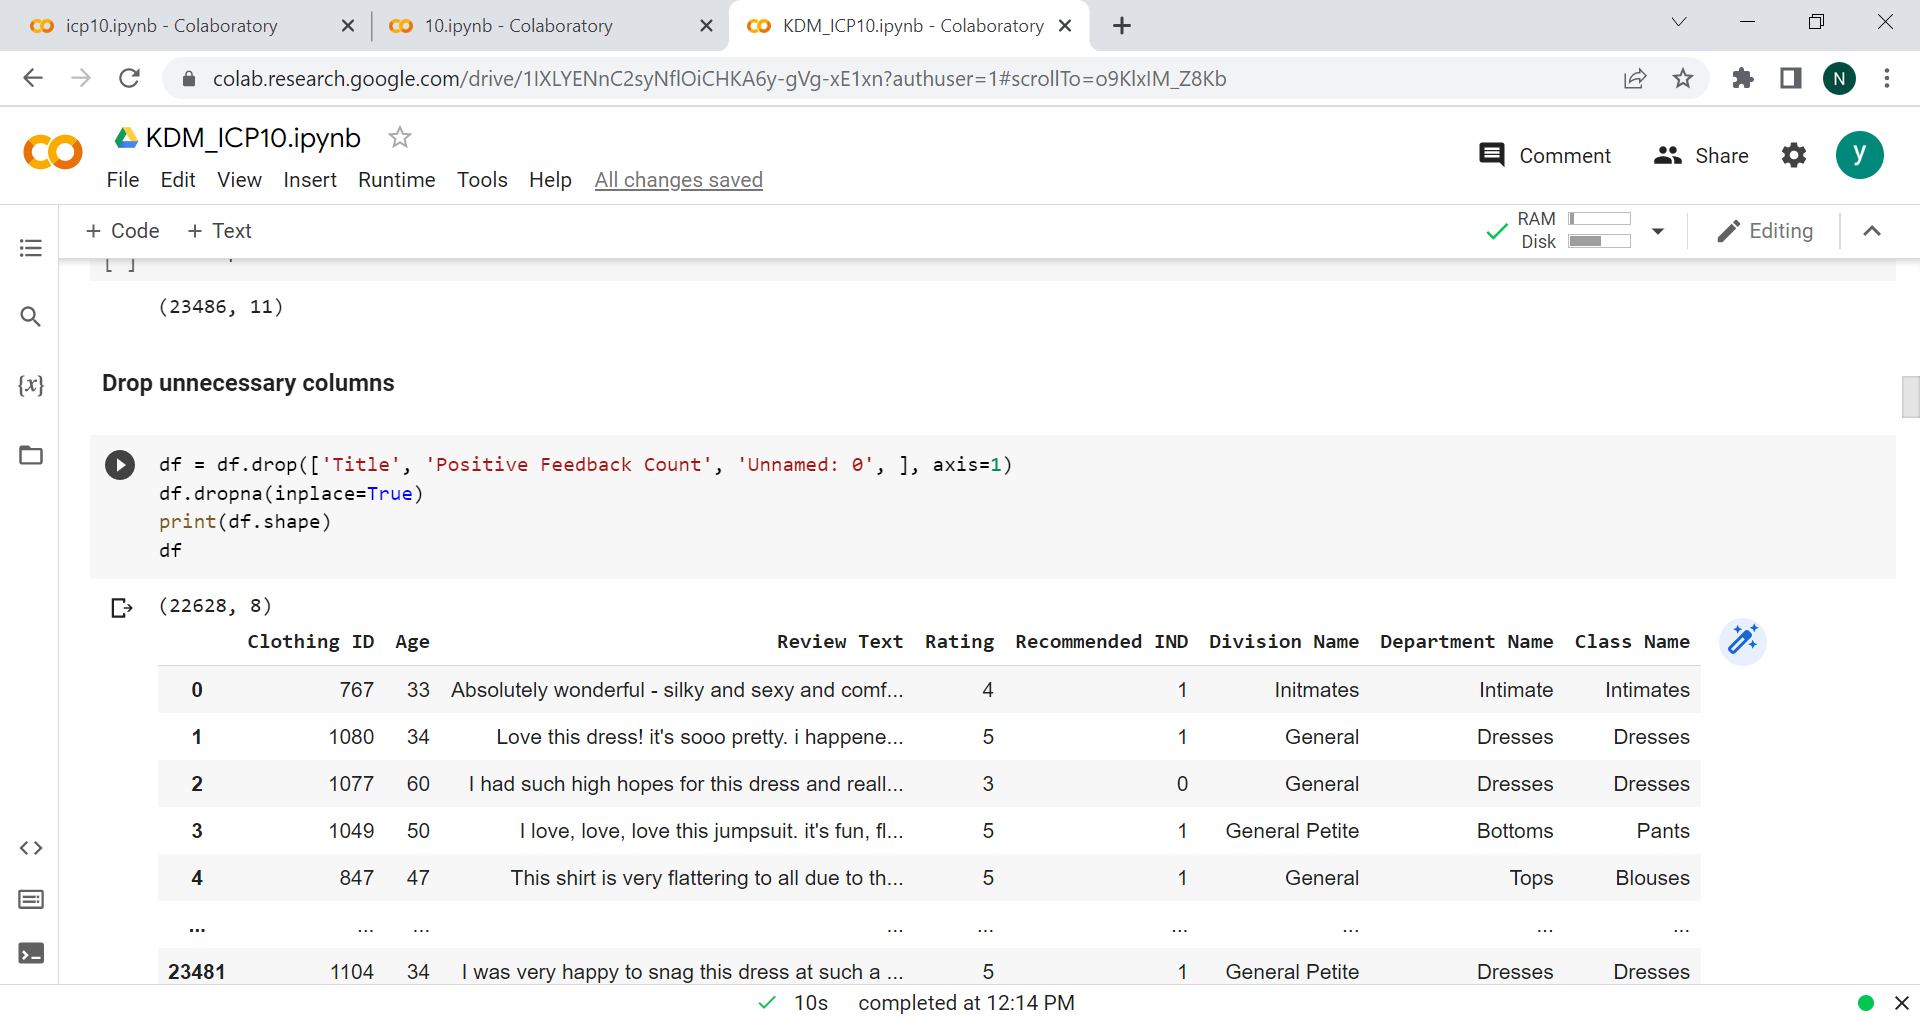 icp10.ipynb - Colaboratory
10.ipynb - Colaboratory
KDM_ICP10.ipynb - Colaboratory
colab.research.google.com/drive/1IXLYENnC2syNflOiCHKA6y-gVg-xE1xn?authuser=1#scrollTo=o9KlxIM_Z8Kb
N
KDM_ICP10.ipynb
Comment
Share
y
File Edit View Insert Runtime Tools Help All changes saved
+ Code + Text
RAM
Disk
Editing
[ ]
(23486, 11)
{x}
Drop unnecessary columns
df = df.drop(['Title', 'Positive Feedback Count', 'Unnamed: 0', ], axis=1)
df.dropna(inplace=True)
print(df.shape)
df
(22628, 8)
Clothing ID Age Review Text Rating Recommended IND Division Name Department Name Class Name
0 767 33 Absolutely wonderful - silky and sexy and comf... 4 1 Initmates Intimate Intimates
1 1080 34 Love this dress! it's sooo pretty. i happene... 5 1 General Dresses Dresses
2 1077 60 I had such high hopes for this dress and reall... 3 0 General Dresses Dresses
3 1049 50 I love, love, love this jumpsuit. it's fun, fl... 5 1 General Petite Bottoms Pants
4 847 47 This shirt is very flattering to all due to th... 5 1 General Tops Blouses
... ... ... ... ... ... ... ... ...
23481 1104 34 I was very happy to snag this dress at such a ... 5 1 General Petite Dresses Dresses
10s completed at 12:14 PM